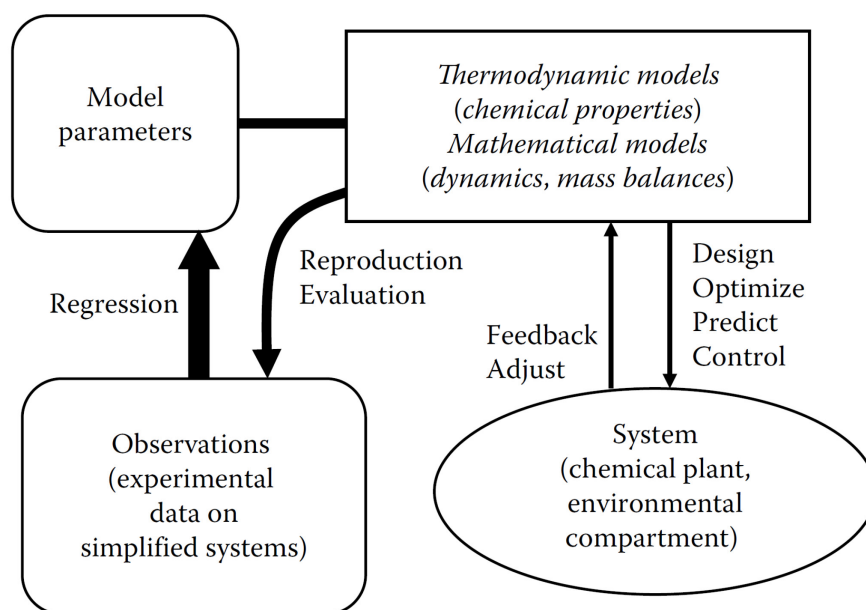 Model
parameters
Thermodynamic models
(chemical properties)
Mathematical models
(dynamics, mass balances)
Regression
Reproduction
Evaluation
Feedback
Adjust
Design
Optimize
Predict
Control
Observations
(experimental
data on
simplified systems)
System
(chemical plant,
environmental
compartment)